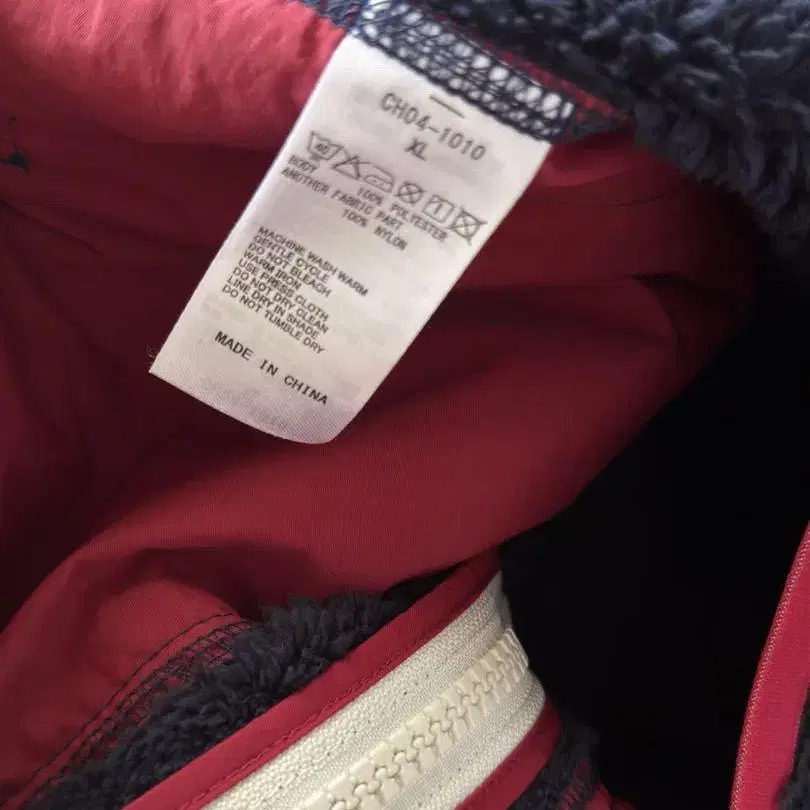 CH04-1010
XL
40
BODY
100% POLYESTER
ANOTHER FABRIC PART
100% NYLON
MACHINE WASH WARM
GENTLE CYCLE
DO NOT BLEACH
WARM IRON
USE PRESS CLOTH
DO NOT DRY CLEAN
LINE DRY IN SHADE
DO NOT TUMBLE DRY
MADE IN CHINA